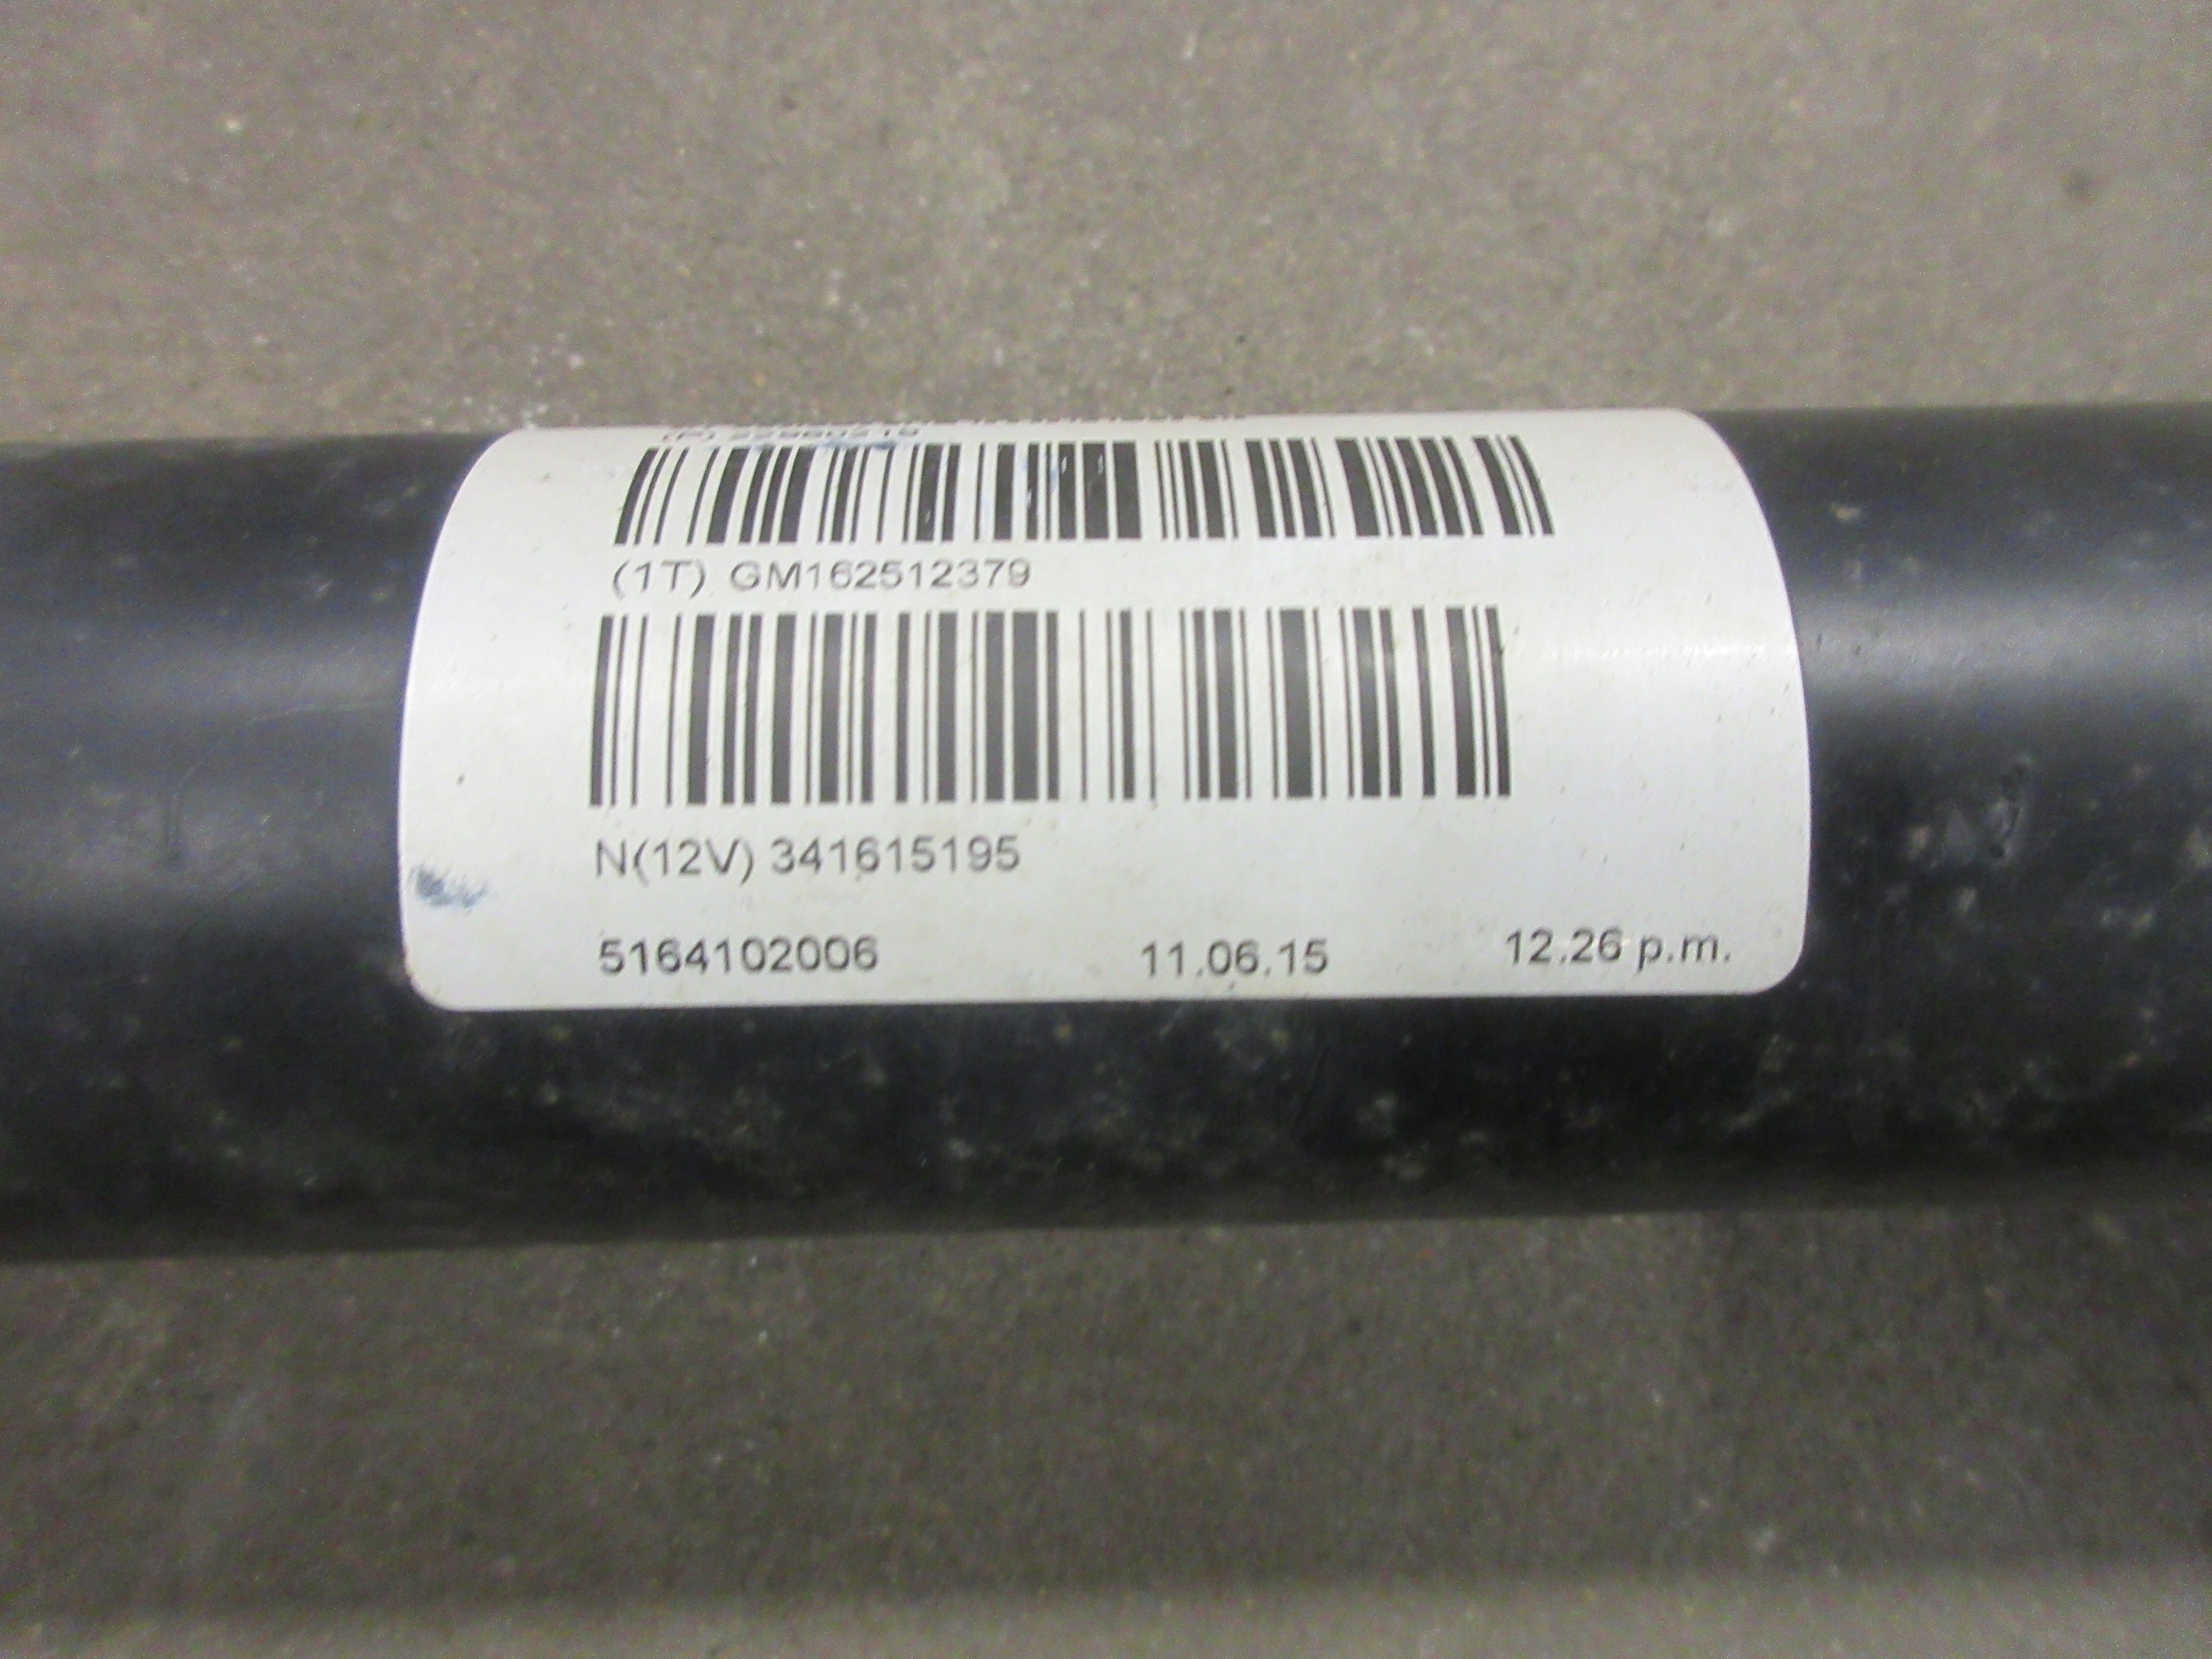 (1T) GM162512379
N(12V) 341615195
5164102006 11.06.15 12.26 p.m.